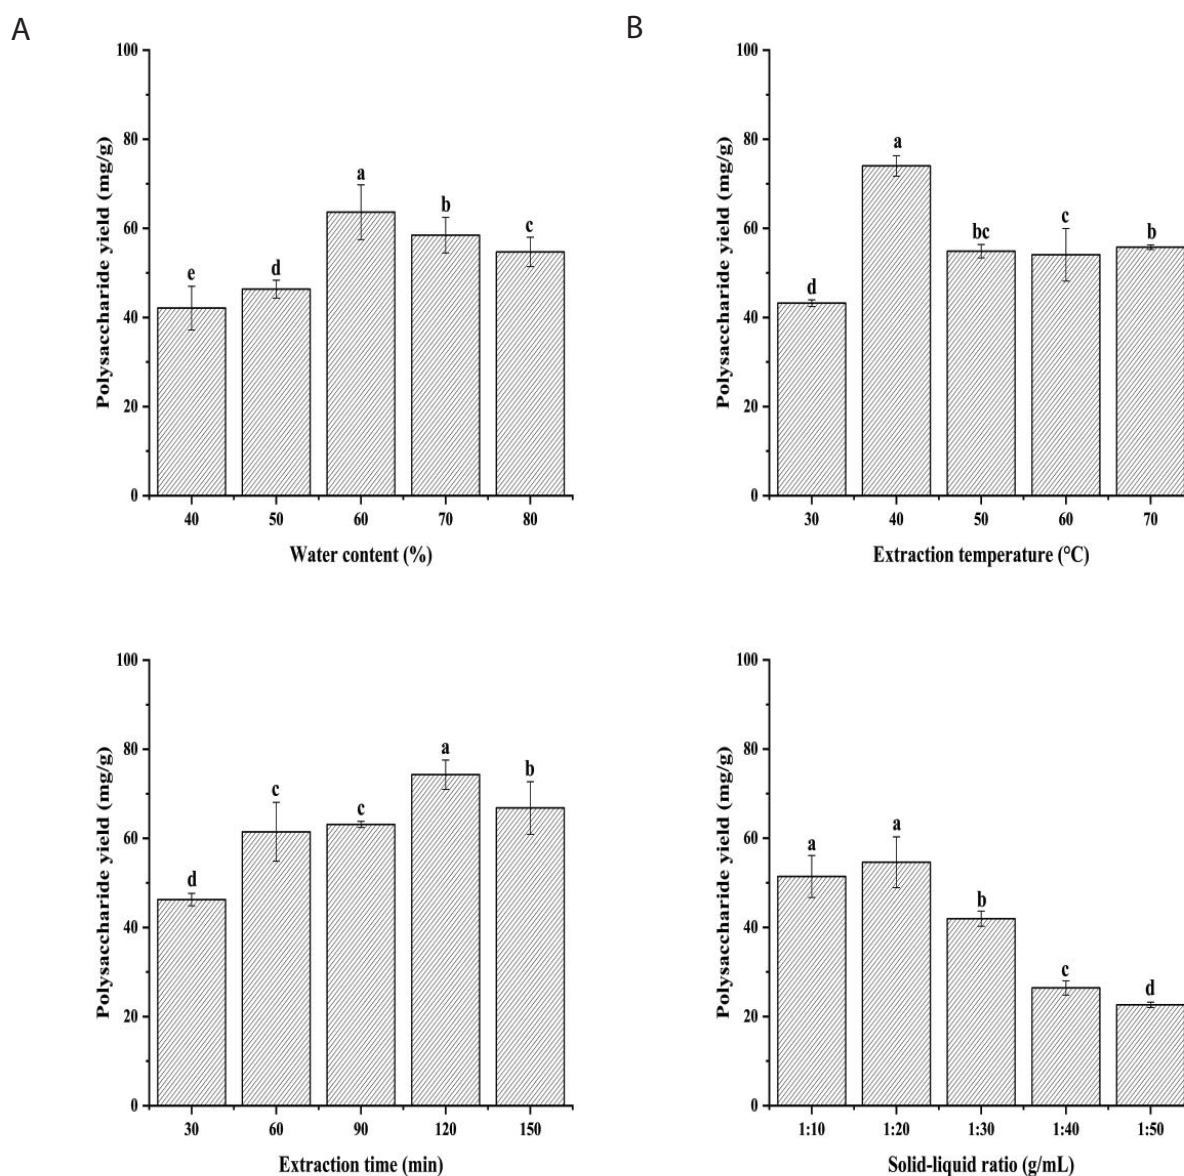 A
B
Polysaccharide yield (mg/g)
100
80
60
40
20
0
e
d
a
b
c
40 50 60 70 80
Water content (%)
Polysaccharide yield (mg/g)
100
80
60
40
20
0
d
a
bc
c
b
30 40 50 60 70
Extraction temperature (°C)
Polysaccharide yield (mg/g)
100
80
60
40
20
0
d
c
c
a
b
30 60 90 120 150
Extraction time (min)
Polysaccharide yield (mg/g)
100
80
60
40
20
0
a
a
b
c
d
1:10 1:20 1:30 1:40 1:50
Solid-liquid ratio (g/mL)